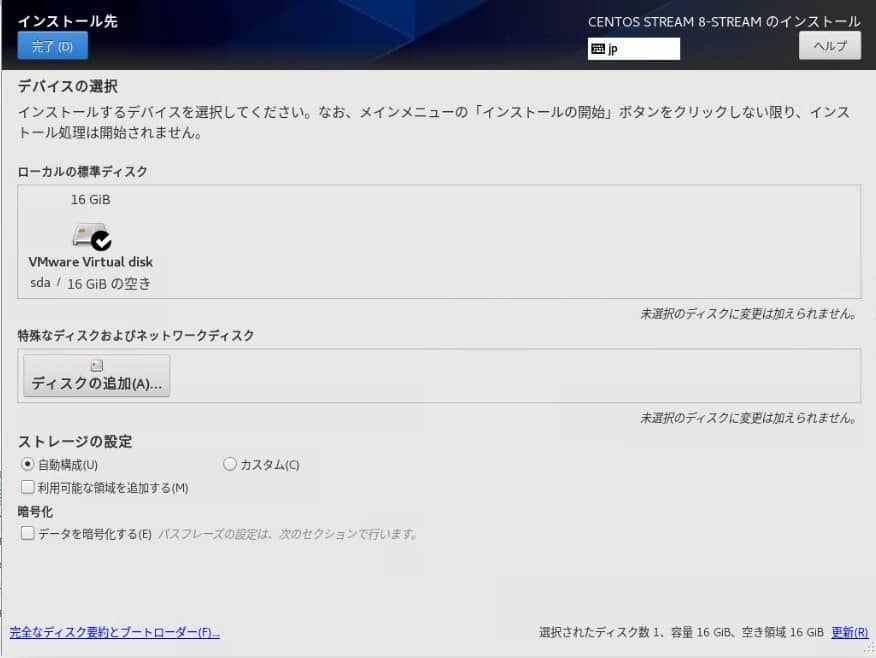 インストール先
CENTOS STREAM 8-STREAM のインストール
完了 (D)
jp
ヘルプ
デバイスの選択
インストールするデバイスを選択してください。なお、メインメニューの「インストールの開始」ボタンをクリックしない限り、インス
トール処理は開始されません。
ローカルの標準ディスク
16 GiB
VMware Virtual disk
sda / 16 GiB の空き
未選択のディスクに変更は加えられません。
特殊なディスクおよびネットワークディスク
ディスクの追加(A)...
未選択のディスクに変更は加えられません。
ストレージの設定
自動構成(U) カスタム(C)
利用可能な領域を追加する(M)
暗号化
データを暗号化する(E) パスフレーズの設定は、次のセクションで行います。
完全なディスク要約とブートローダー(F)... 選択されたディスク数 1、容量 16 GiB、空き領域 16 GiB 更新(R)